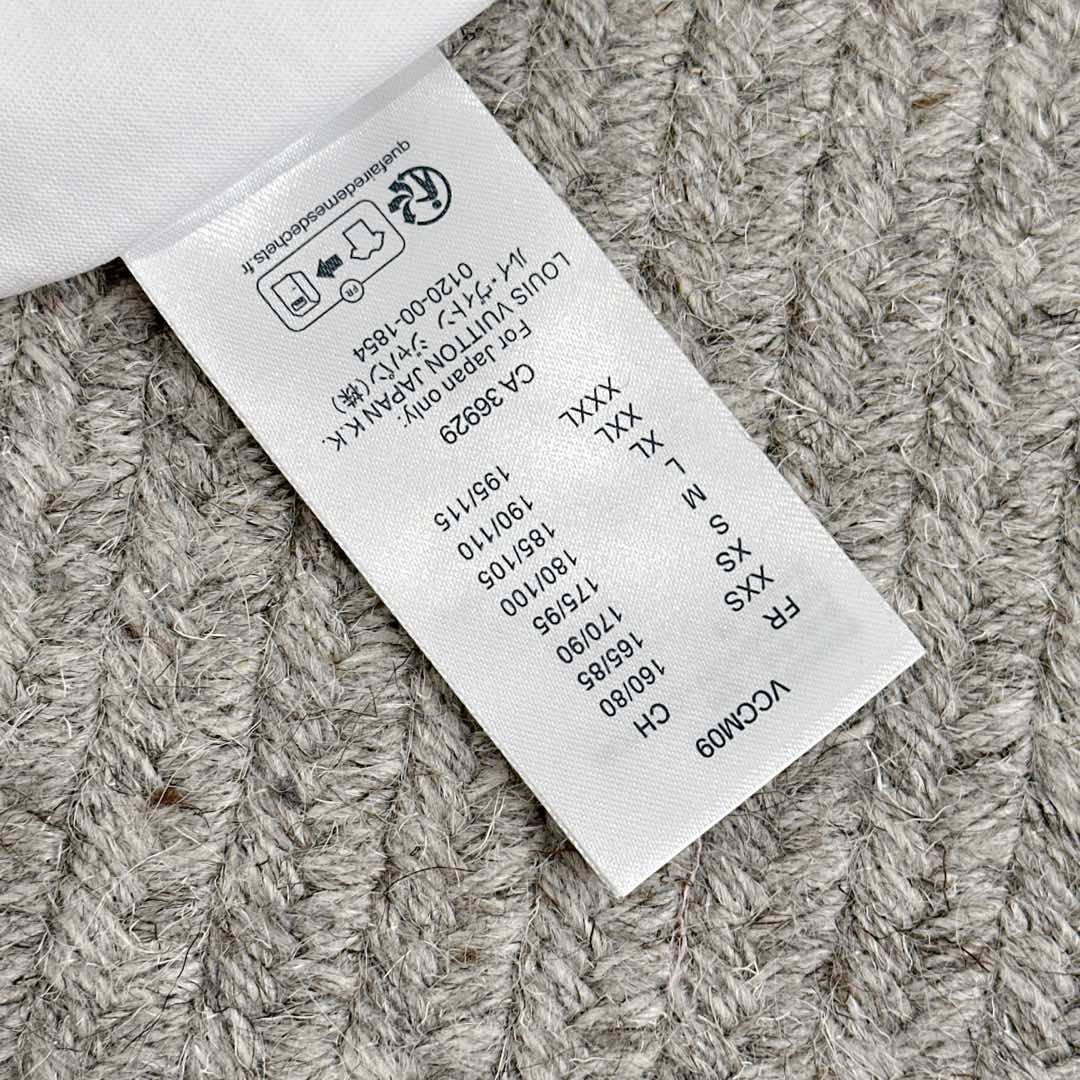 VCCM09
FR CH
XXS 160/80
XS 165/85
S 170/90
M 175/95
L 180/100
XL 185/105
XXL 190/110
XXXL 195/115
CA 36929
For Japan only:
LOUIS VUITTON JAPAN K.K.
ルイ・ヴィトン ジャパン(株)
0120-00-1854
FR
quefairedemesdechets.fr